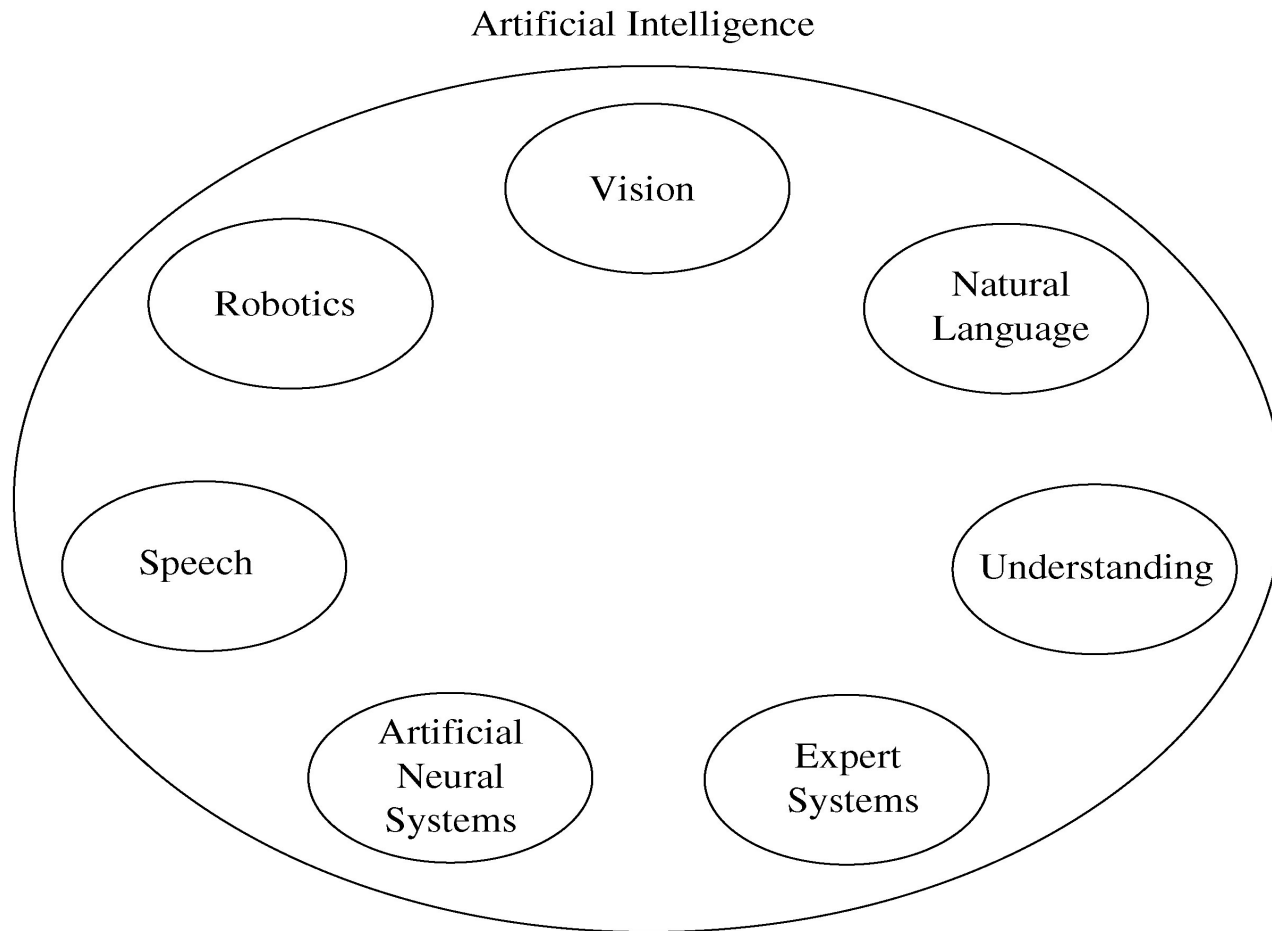 Artificial Intelligence
Vision
Robotics
Natural
Language
Speech
Understanding
Artificial
Neural
Systems
Expert
Systems